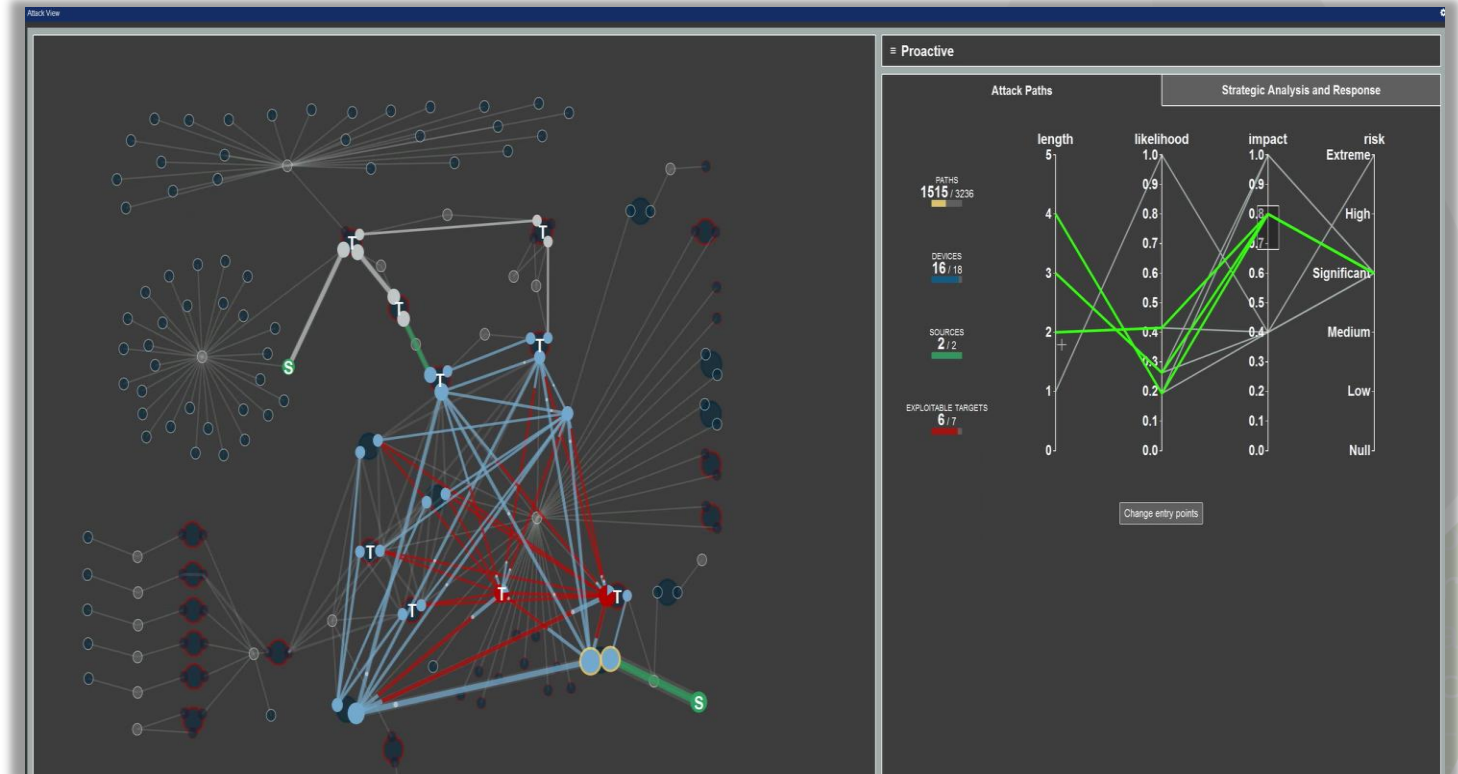 Attack View
≡ Proactive
Attack Paths
Strategic Analysis and Response
length likelihood impact risk
5 1.0 1.0 Extreme
0.9 0.9
4 0.8 0.8 High
0.7 0.7
3 0.6 0.6 Significant
0.5 0.5
2 0.4 0.4 Medium
0.3 0.3
1 0.2 0.2 Low
0.1 0.1
0 0.0 0.0 Null
PATHS
1515 / 3236
DEVICES
16 / 18
SOURCES
2 / 2
EXPLOITABLE TARGETS
6 / 7
Change entry points
T
T
T
T
S
T
T
T
T
T
S